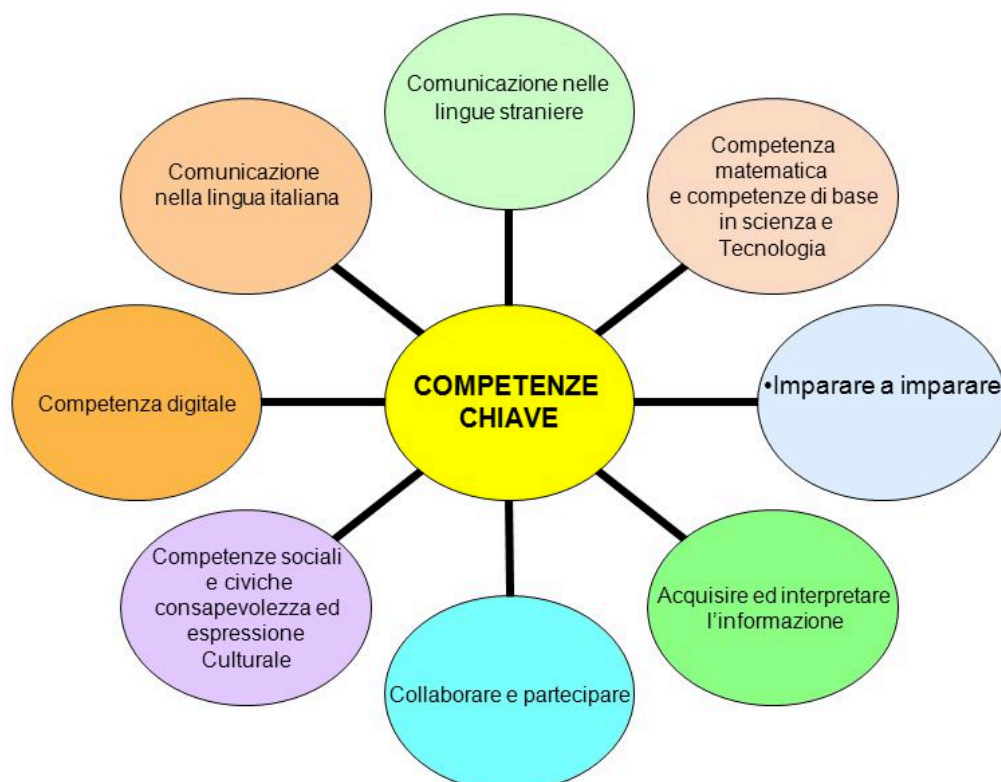 Comunicazione nelle
lingue straniere
Comunicazione
nella lingua italiana
Competenza
matematica
e competenze di base
in scienza e
Tecnologia
Competenza digitale
COMPETENZE
CHIAVE
•Imparare a imparare
Competenze sociali
e civiche
consapevolezza ed
espressione
Culturale
Acquisire ed interpretare
l'informazione
Collaborare e partecipare